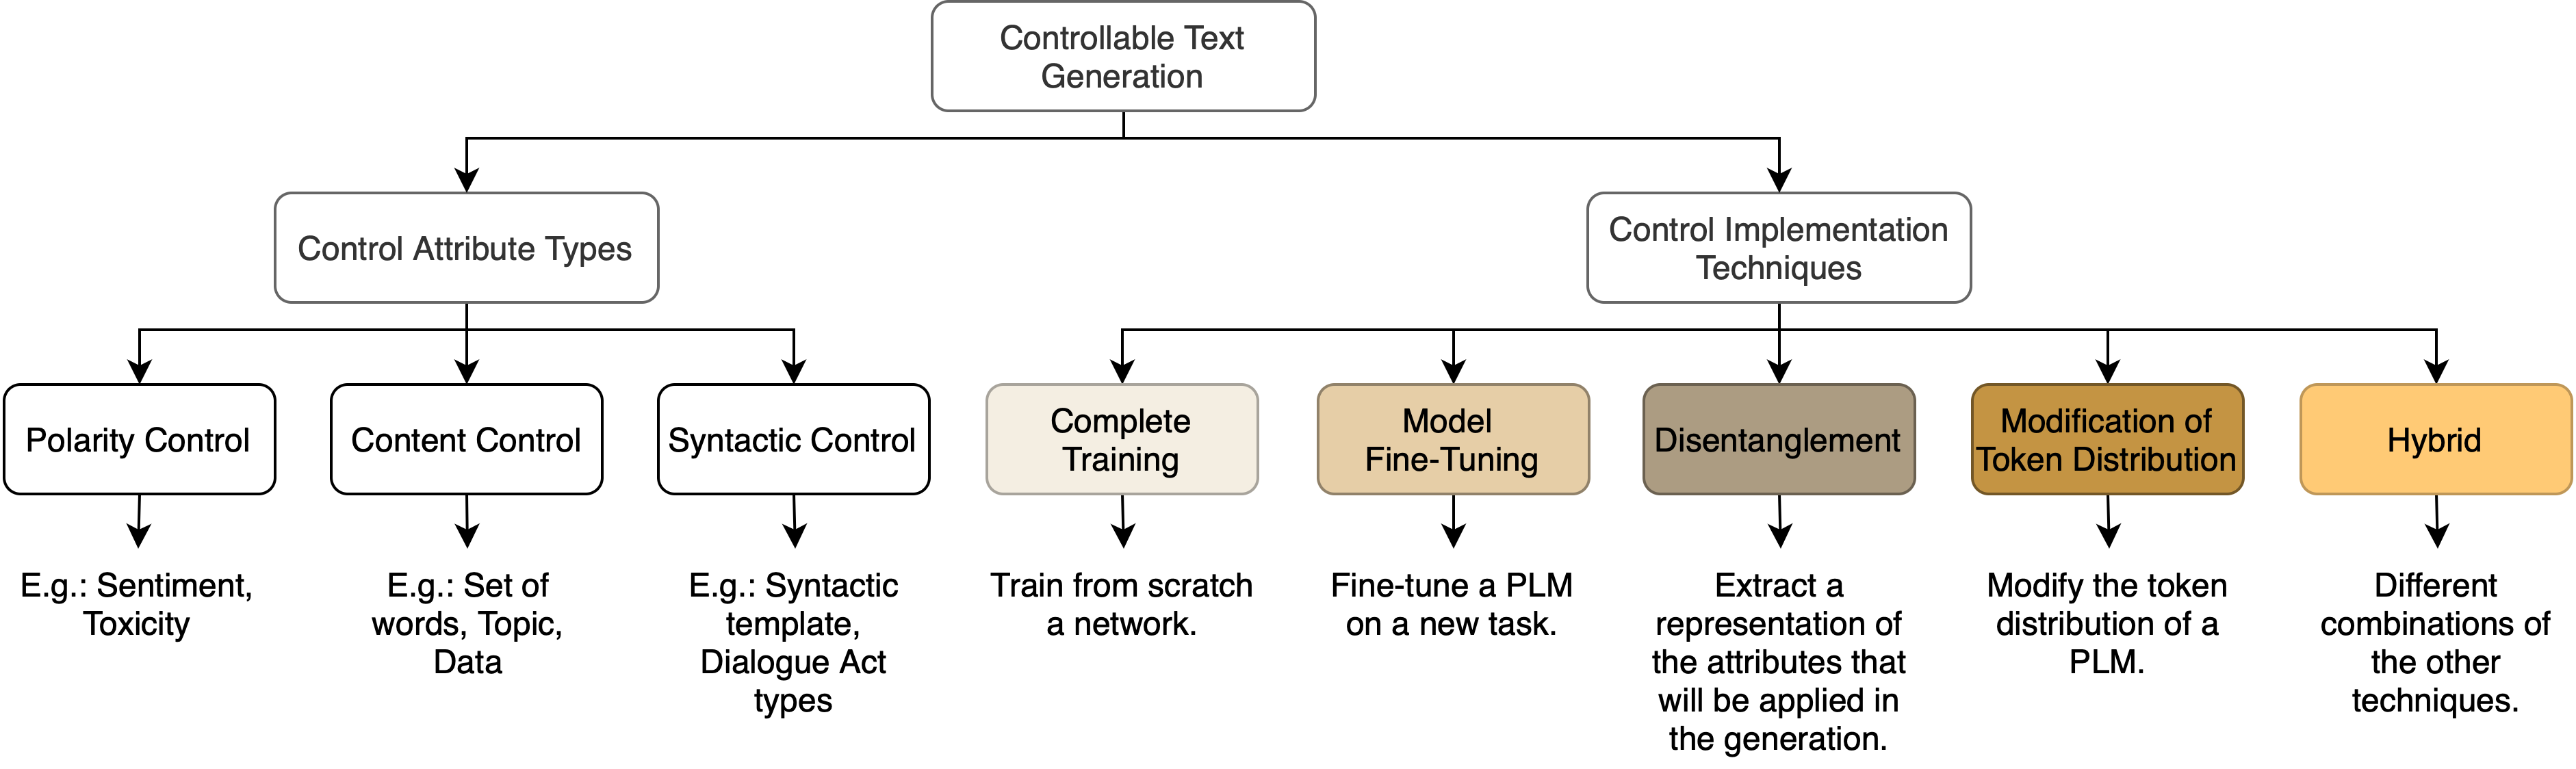 Controllable Text
Generation
Control Attribute Types
Control Implementation
Techniques
Polarity Control
Content Control
Syntactic Control
Complete
Training
Model
Fine-Tuning
Disentanglement
Modification of
Token Distribution
Hybrid
E.g.: Sentiment,
Toxicity
E.g.: Set of
words, Topic,
Data
E.g.: Syntactic
template,
Dialogue Act
types
Train from scratch
a network.
Fine-tune a PLM
on a new task.
Extract a
representation of
the attributes that
will be applied in
the generation.
Modify the token
distribution of a
PLM.
Different
combinations of
the other
techniques.